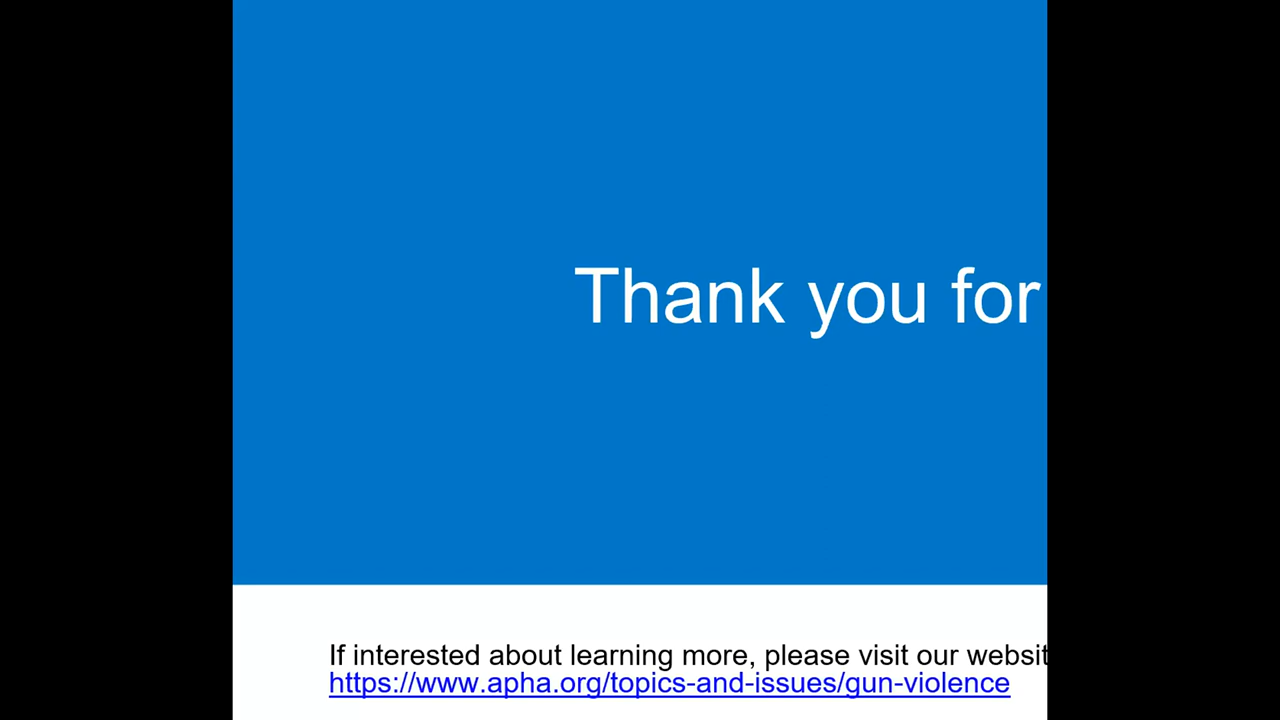 Thank you for
If interested about learning more, please visit our websit
https://www.apha.org/topics-and-issues/gun-violence